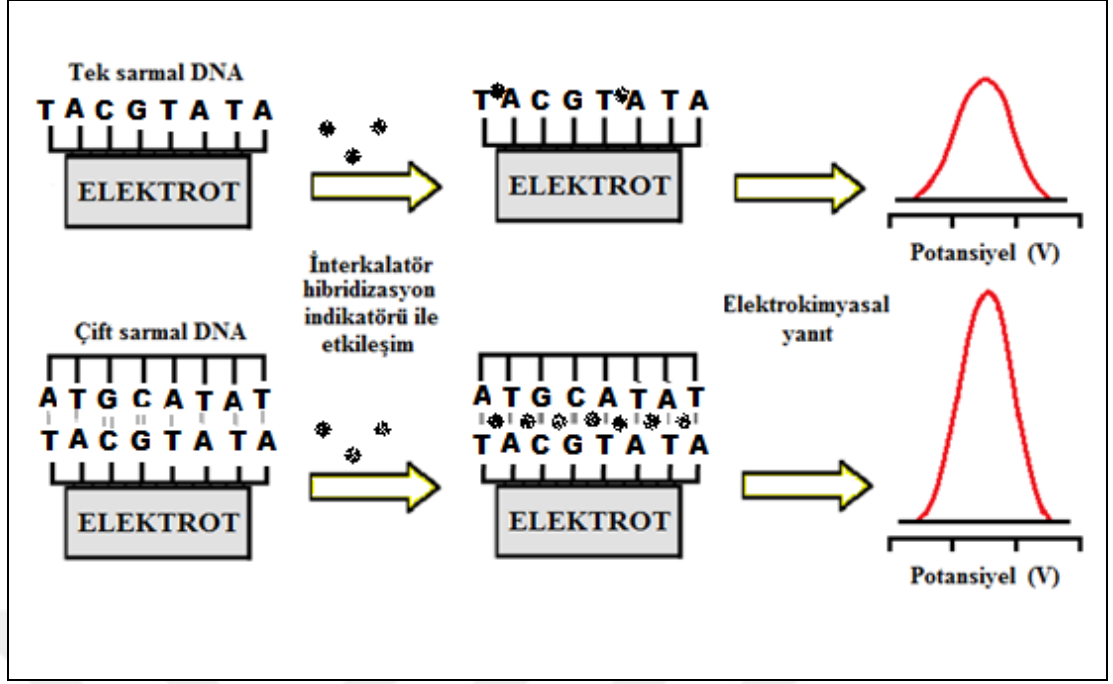 Tek sarmal DNA
T A C G T A T A
ELEKTROT
T A C G T A T A
ELEKTROT
Potansiyel (V)
İnterkalatör
hibridizasyon
indikatörü ile
etkileşim
Elektrokimyasal
yanıt
Çift sarmal DNA
A T G C A T A T
T A C G T A T A
ELEKTROT
A T G C A T A T
T A C G T A T A
ELEKTROT
Potansiyel (V)